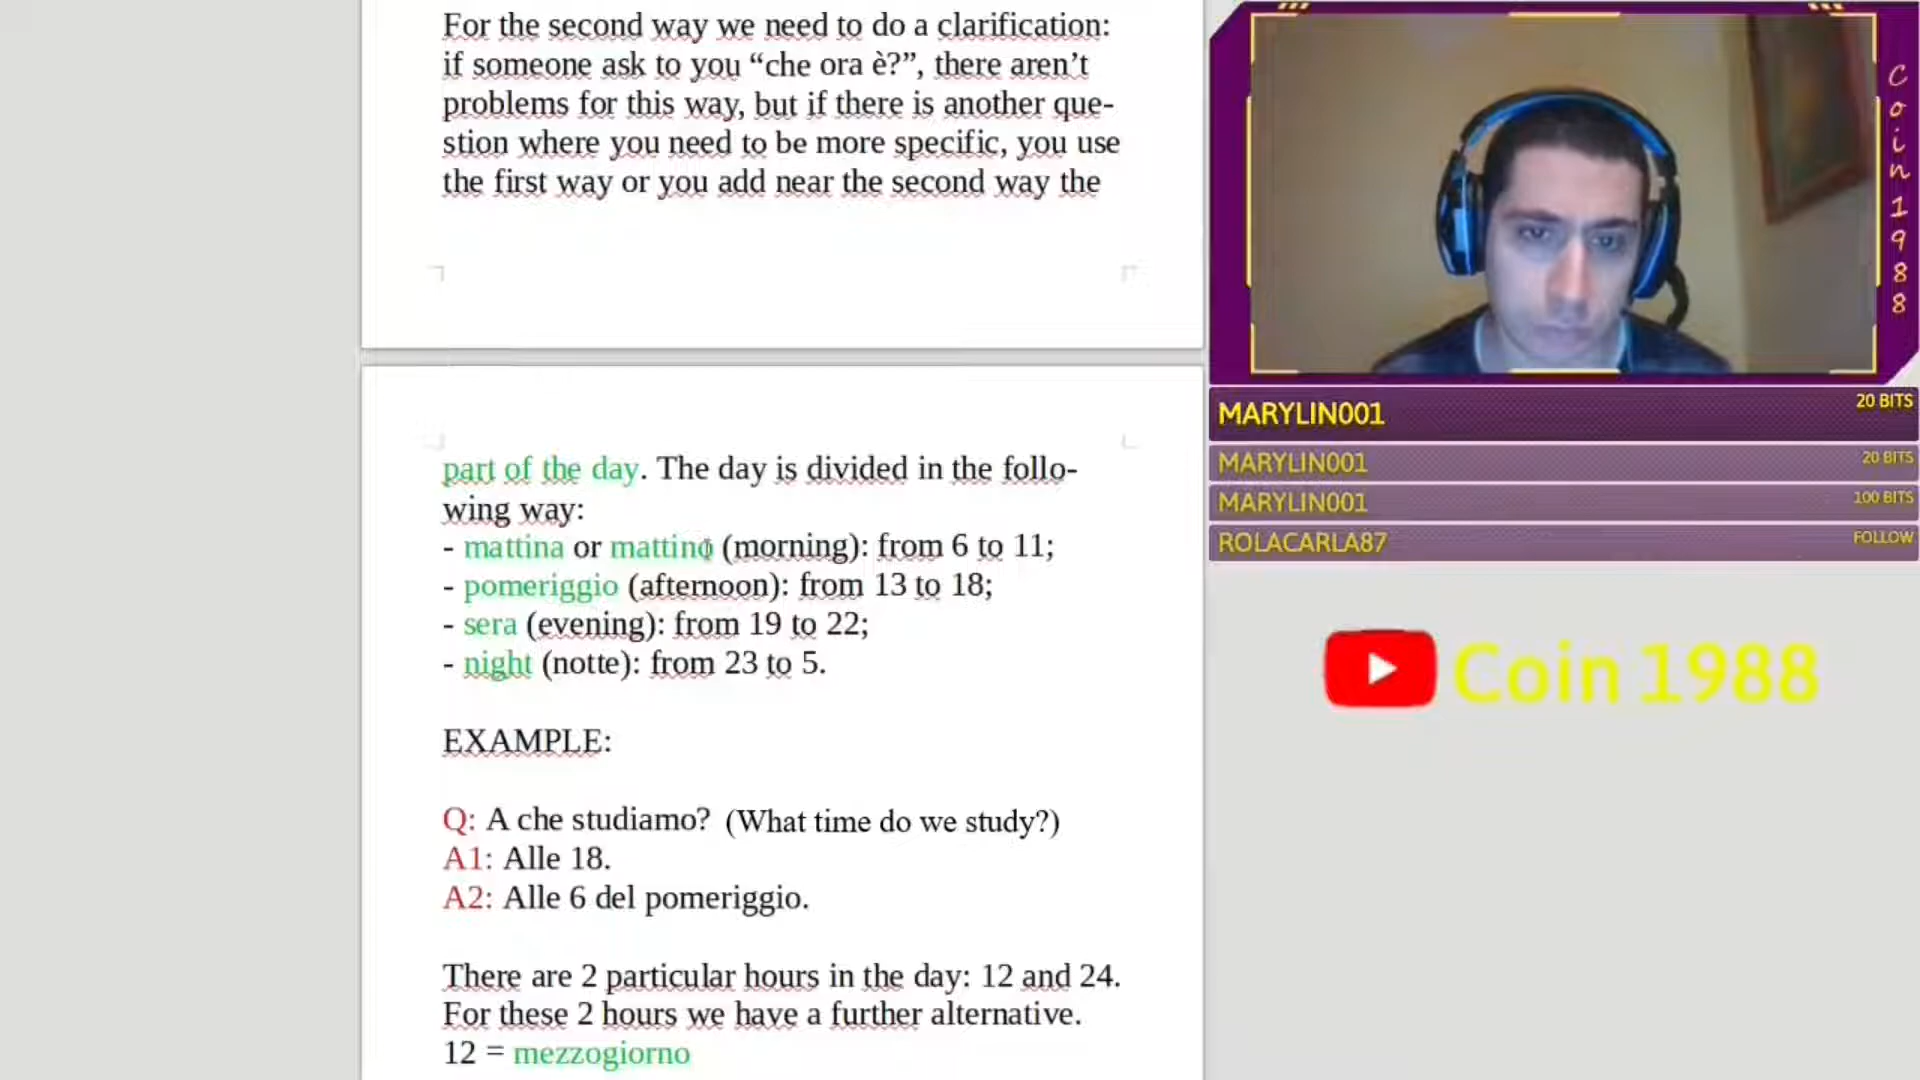 For the second way we need to do a clarification:
if someone ask to you “che ora è?”, there aren’t
problems for this way, but if there is another que-
stion where you need to be more specific, you use
the first way or you add near the second way the
part of the day. The day is divided in the follo-
wing way:
- mattina or mattino (morning): from 6 to 11;
- pomeriggio (afternoon): from 13 to 18;
- sera (evening): from 19 to 22;
- night (notte): from 23 to 5.
EXAMPLE:
Q: A che studiamo? (What time do we study?)
A1: Alle 18.
A2: Alle 6 del pomeriggio.
There are 2 particular hours in the day: 12 and 24.
For these 2 hours we have a further alternative.
12 = mezzogiorno
Coin1988
MARYLIN001 20 BITS
MARYLIN001 20 BITS
MARYLIN001 100 BITS
ROLACARLA87 FOLLOW
Coin 1988